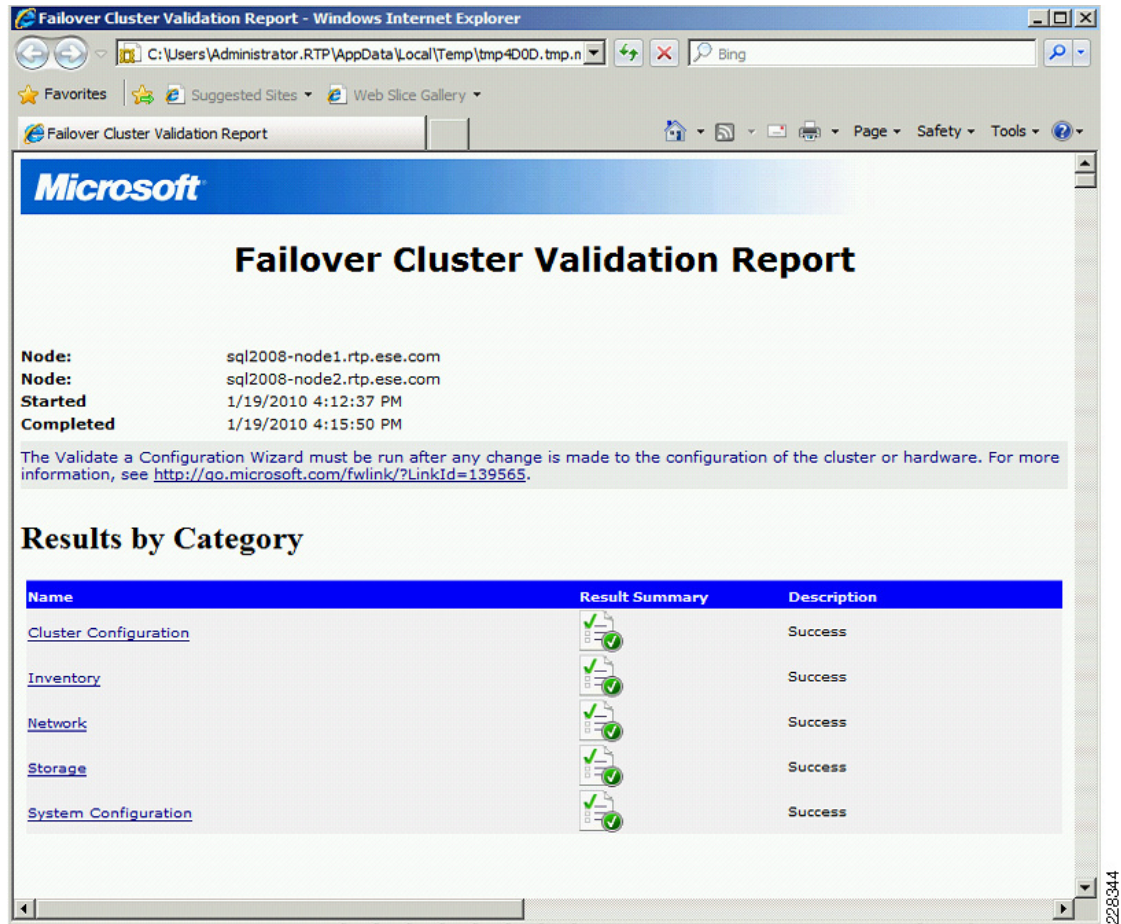 Failover Cluster Validation Report - Windows Internet Explorer
C:\Users\Administrator.RTP\AppData\Local\Temp\tmp4D0D.tmp.n
Bing
Favorites
Suggested Sites
Web Slice Gallery
Failover Cluster Validation Report
Page
Safety
Tools
Microsoft
Failover Cluster Validation Report
Node: sql2008-node1.rtp.ese.com
Node: sql2008-node2.rtp.ese.com
Started 1/19/2010 4:12:37 PM
Completed 1/19/2010 4:15:50 PM
The Validate a Configuration Wizard must be run after any change is made to the configuration of the cluster or hardware. For more
information, see http://go.microsoft.com/fwlink/?LinkId=139565.
Results by Category
Name Result Summary Description
Cluster Configuration Success
Inventory Success
Network Success
Storage Success
System Configuration Success
228344